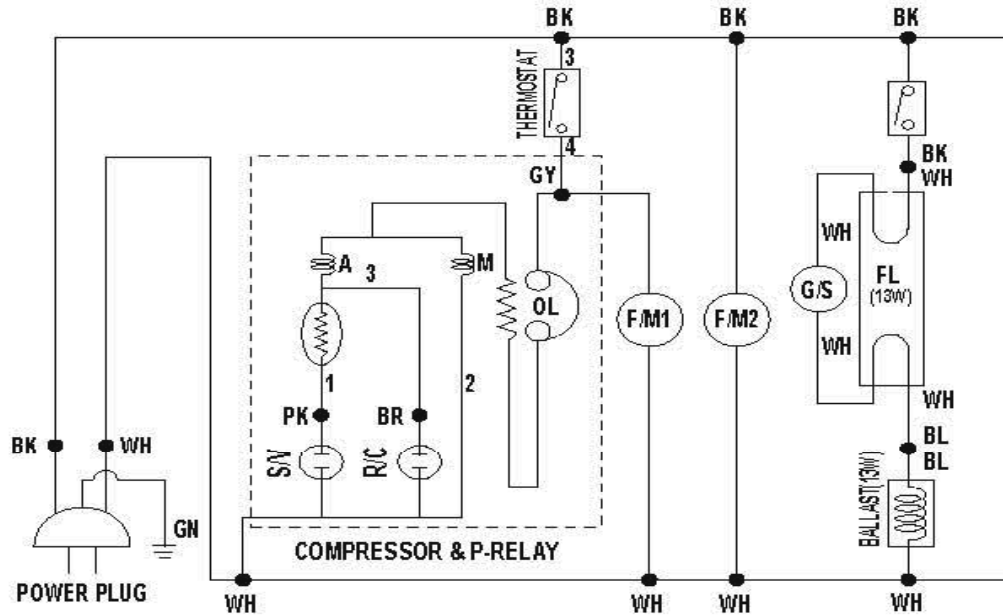 BK BK BK
THERMOSTAT
3
4
GY
BK
WH
WH
A 3 M
OL
F/M1
F/M2
G/S
FL
(13W)
WH
1
2
WH
PK BR
BK WH
S/V
R/C
BL
BL
BALLAST(13W)
GN
COMPRESSOR & P-RELAY
POWER PLUG
WH WH WH WH